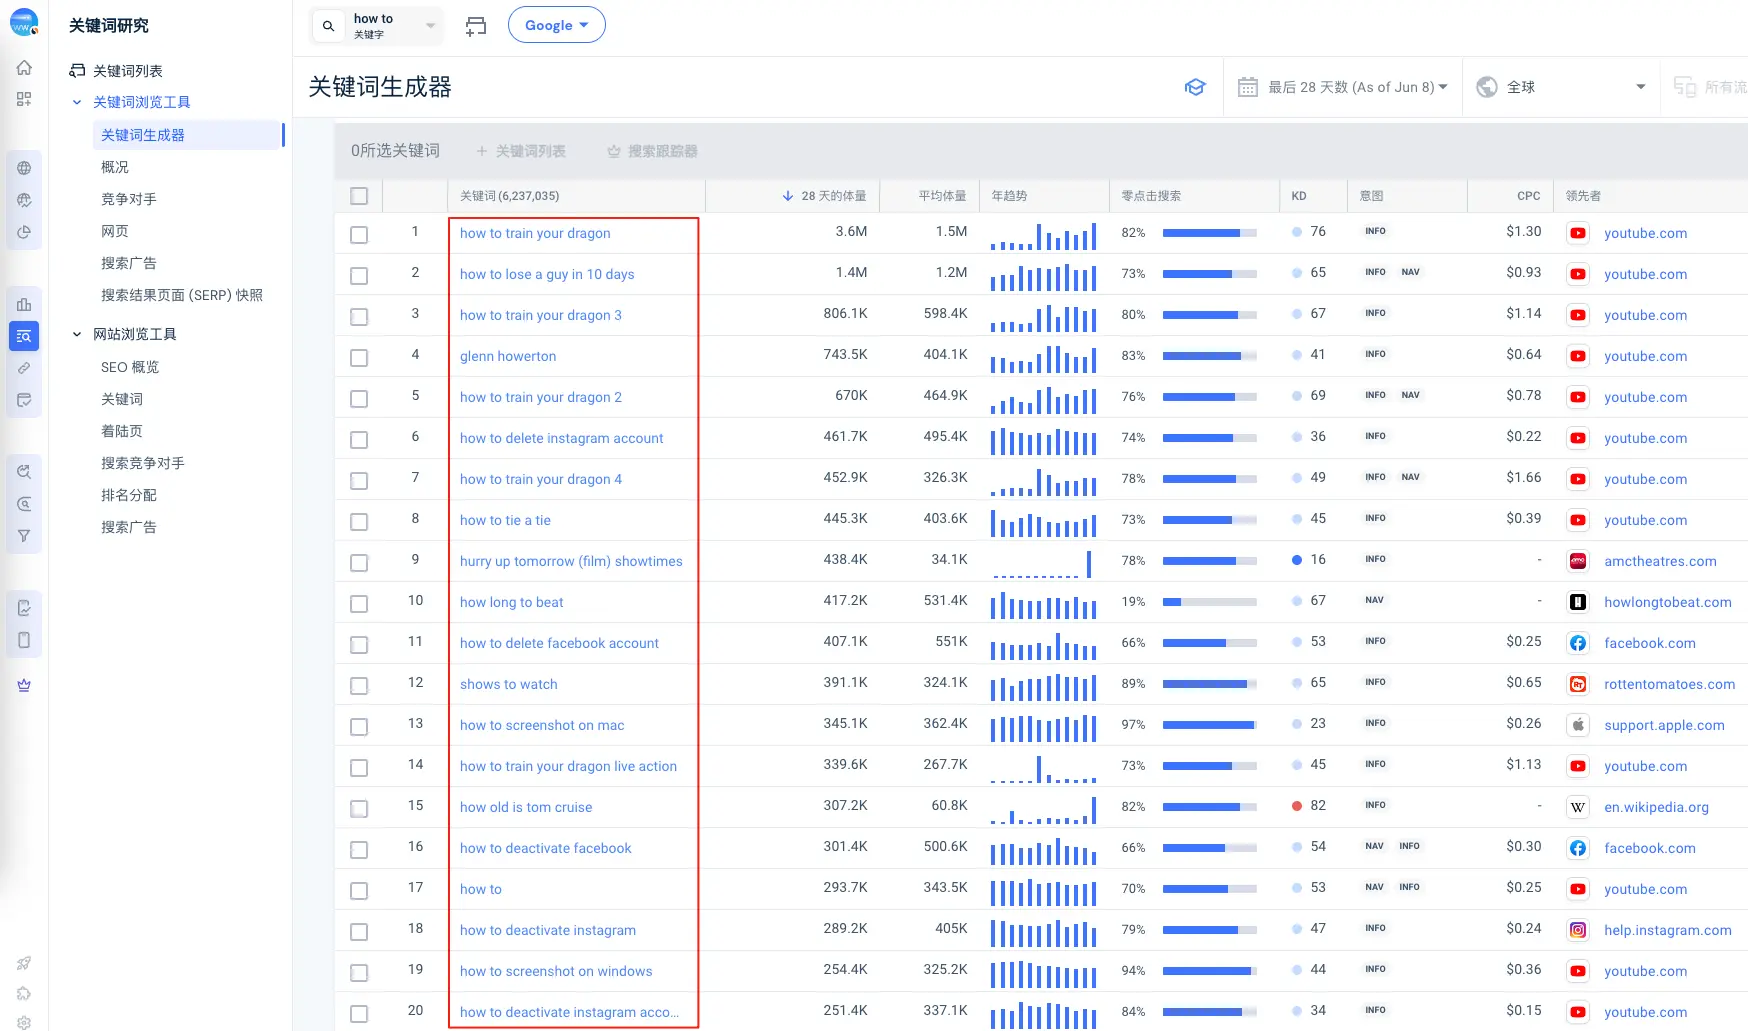 ww
关键词研究
how to
关键字
Google
关键词列表
关键词浏览工具
关键词生成器
概况
竞争对手
网页
搜索广告
搜索结果页面 (SERP) 快照
网站浏览工具
SEO 概览
关键词
着陆页
搜索竞争对手
排名分配
搜索广告
关键词生成器
最后 28 天数 (As of Jun 8)
全球
所有流
0所选关键词
+ 关键词列表
搜索跟踪器
关键词 (6,237,035) 28 天的体量 平均体量 年趋势 零点击搜索 KD 意图 CPC 领先者
1 how to train your dragon 3.6M 1.5M 82% 76 INFO $1.30 youtube.com
2 how to lose a guy in 10 days 1.4M 1.2M 73% 65 INFO NAV $0.93 youtube.com
3 how to train your dragon 3 806.1K 598.4K 80% 67 INFO $1.14 youtube.com
4 glenn howerton 743.5K 404.1K 83% 41 INFO $0.64 youtube.com
5 how to train your dragon 2 670K 464.9K 76% 69 INFO NAV $0.78 youtube.com
6 how to delete instagram account 461.7K 495.4K 74% 36 INFO $0.22 youtube.com
7 how to train your dragon 4 452.9K 326.3K 78% 49 INFO NAV $1.66 youtube.com
8 how to tie a tie 445.3K 403.6K 73% 45 INFO $0.39 youtube.com
9 hurry up tomorrow (film) showtimes 438.4K 34.1K 78% 16 INFO - amctheatres.com
10 how long to beat 417.2K 531.4K 19% 67 NAV - howlongtobeat.com
11 how to delete facebook account 407.1K 551K 66% 53 INFO $0.25 facebook.com
12 shows to watch 391.1K 324.1K 89% 65 INFO $0.65 rottentomatoes.com
13 how to screenshot on mac 345.1K 362.4K 97% 23 INFO $0.26 support.apple.com
14 how to train your dragon live action 339.6K 267.7K 73% 45 INFO $1.13 youtube.com
15 how old is tom cruise 307.2K 60.8K 82% 82 INFO - W en.wikipedia.org
16 how to deactivate facebook 301.4K 500.6K 66% 54 NAV INFO $0.30 facebook.com
17 how to 293.7K 343.5K 70% 53 NAV INFO $0.25 youtube.com
18 how to deactivate instagram 289.2K 405K 79% 47 INFO $0.24 help.instagram.com
19 how to screenshot on windows 254.4K 325.2K 94% 44 INFO $0.36 youtube.com
20 how to deactivate instagram acco... 251.4K 337.1K 84% 34 INFO $0.15 youtube.com